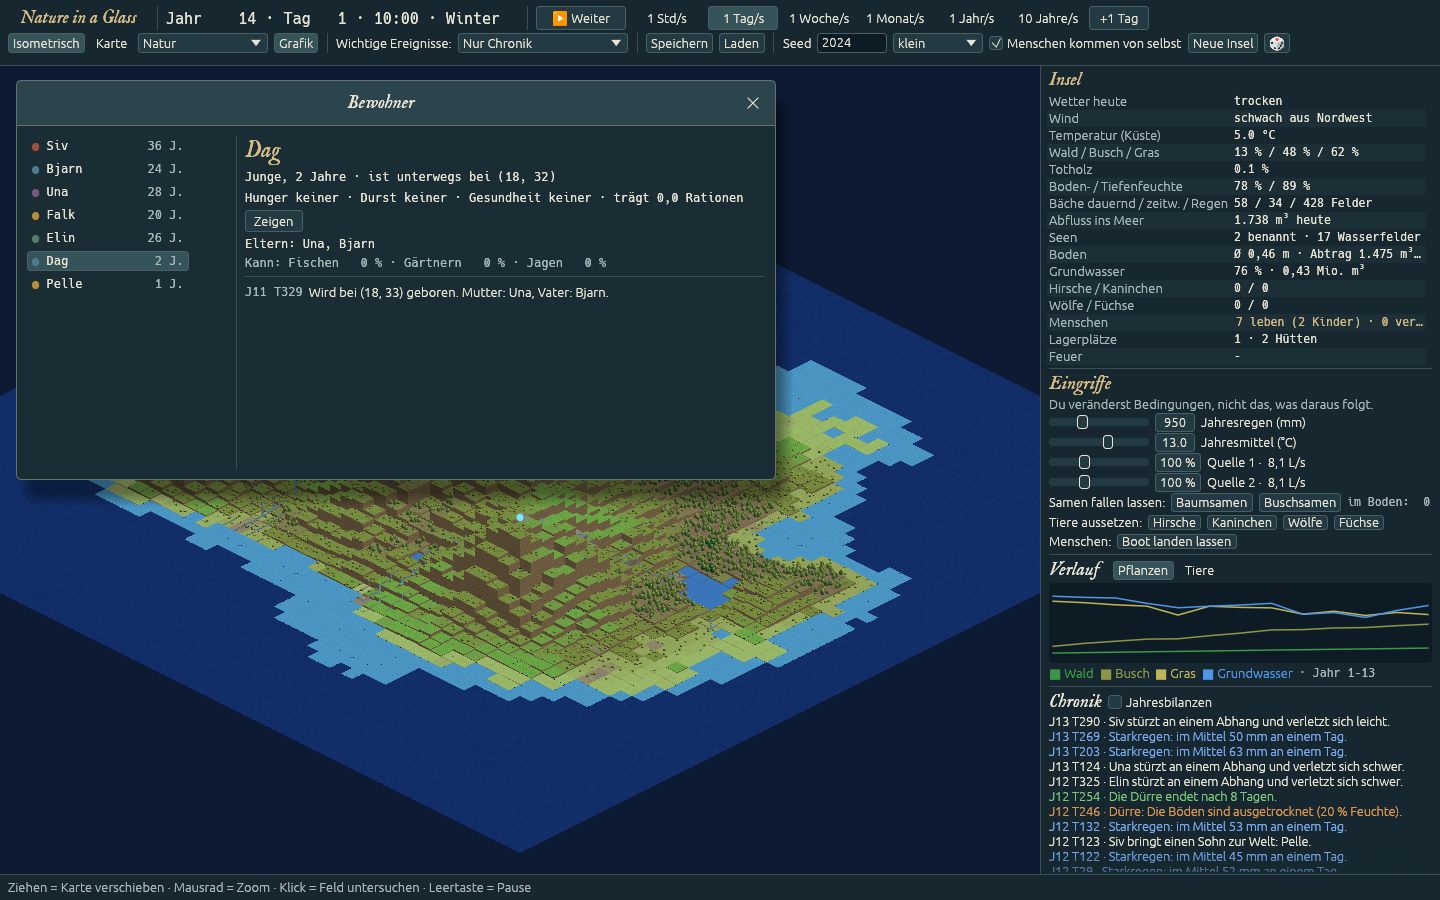 Nature in a Glass
Jahr 14 · Tag 1 · 10:00 · Winter
Weiter
1 Std/s 1 Tag/s 1 Woche/s 1 Monat/s 1 Jahr/s 10 Jahre/s +1 Tag
Isometrisch Karte Natur Grafik Wichtige Ereignisse: Nur Chronik Speichern Laden Seed 2024 klein Menschen kommen von selbst Neue Insel
Bewohner
Siv 36 J.
Bjarn 24 J.
Una 28 J.
Falk 20 J.
Elin 26 J.
Dag 2 J.
Pelle 1 J.
Dag
Junge, 2 Jahre · ist unterwegs bei (18, 32)
Hunger keiner · Durst keiner · Gesundheit keiner · trägt 0,0 Rationen
Zeigen
Eltern: Una, Bjarn
Kann: Fischen 0 % · Gärtnern 0 % · Jagen 0 %
J11 T329 Wird bei (18, 33) geboren. Mutter: Una, Vater: Bjarn.
Insel
Wetter heute trocken
Wind schwach aus Nordwest
Temperatur (Küste) 5.0 °C
Wald / Busch / Gras 13 % / 48 % / 62 %
Totholz 0.1 %
Boden- / Tiefenfeuchte 78 % / 89 %
Bäche dauernd / zeitw. / Regen 58 / 34 / 428 Felder
Abfluss ins Meer 1.738 m³ heute
Seen 2 benannt · 17 Wasserfelder
Boden Ø 0,46 m · Abtrag 1.475 m³…
Grundwasser 76 % · 0,43 Mio. m³
Hirsche / Kaninchen 0 / 0
Wölfe / Füchse 0 / 0
Menschen 7 leben (2 Kinder) · 0 ver…
Lagerplätze 1 · 2 Hütten
Feuer -
Eingriffe
Du veränderst Bedingungen, nicht das, was daraus folgt.
950 Jahresregen (mm)
13.0 Jahresmittel (°C)
100 % Quelle 1 · 8,1 L/s
100 % Quelle 2 · 8,1 L/s
Samen fallen lassen: Baumsamen Buschsamen im Boden: 0
Tiere aussetzen: Hirsche Kaninchen Wölfe Füchse
Menschen: Boot landen lassen
Verlauf Pflanzen Tiere
Wald Busch Gras Grundwasser · Jahr 1-13
Chronik Jahresbilanzen
J13 T290 · Siv stürzt an einem Abhang und verletzt sich leicht.
J13 T269 · Starkregen: im Mittel 50 mm an einem Tag.
J13 T203 · Starkregen: im Mittel 63 mm an einem Tag.
J13 T124 · Una stürzt an einem Abhang und verletzt sich schwer.
J12 T325 · Elin stürzt an einem Abhang und verletzt sich schwer.
J12 T254 · Die Dürre endet nach 8 Tagen.
J12 T246 · Dürre: Die Böden sind ausgetrocknet (20 % Feuchte).
J12 T132 · Starkregen: im Mittel 53 mm an einem Tag.
J12 T123 · Siv bringt einen Sohn zur Welt: Pelle.
J12 T122 · Starkregen: im Mittel 45 mm an einem Tag.
J12 T29 · Starkregen: im Mittel 52 mm an einem Tag.
Ziehen = Karte verschieben · Mausrad = Zoom · Klick = Feld untersuchen · Leertaste = Pause